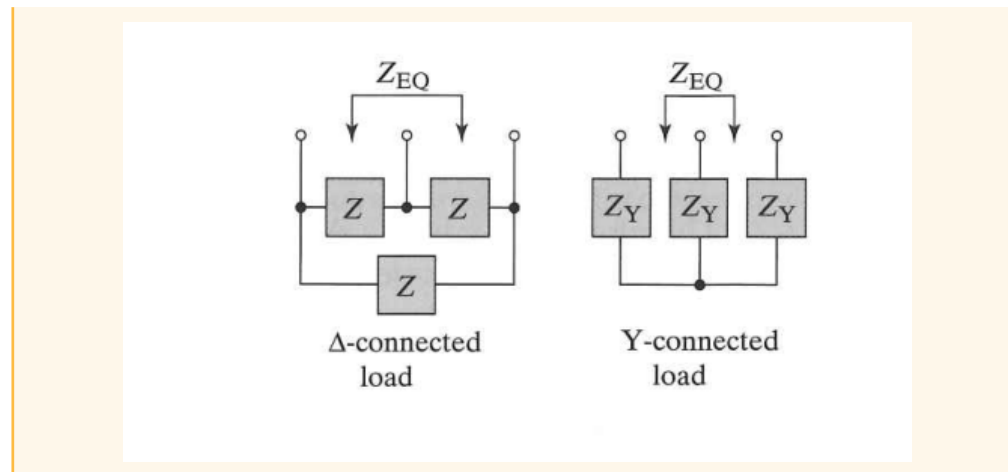 Z_EQ Z_EQ
Z Z Z_Y Z_Y Z_Y
Z
Δ-connected
load
Y-connected
load